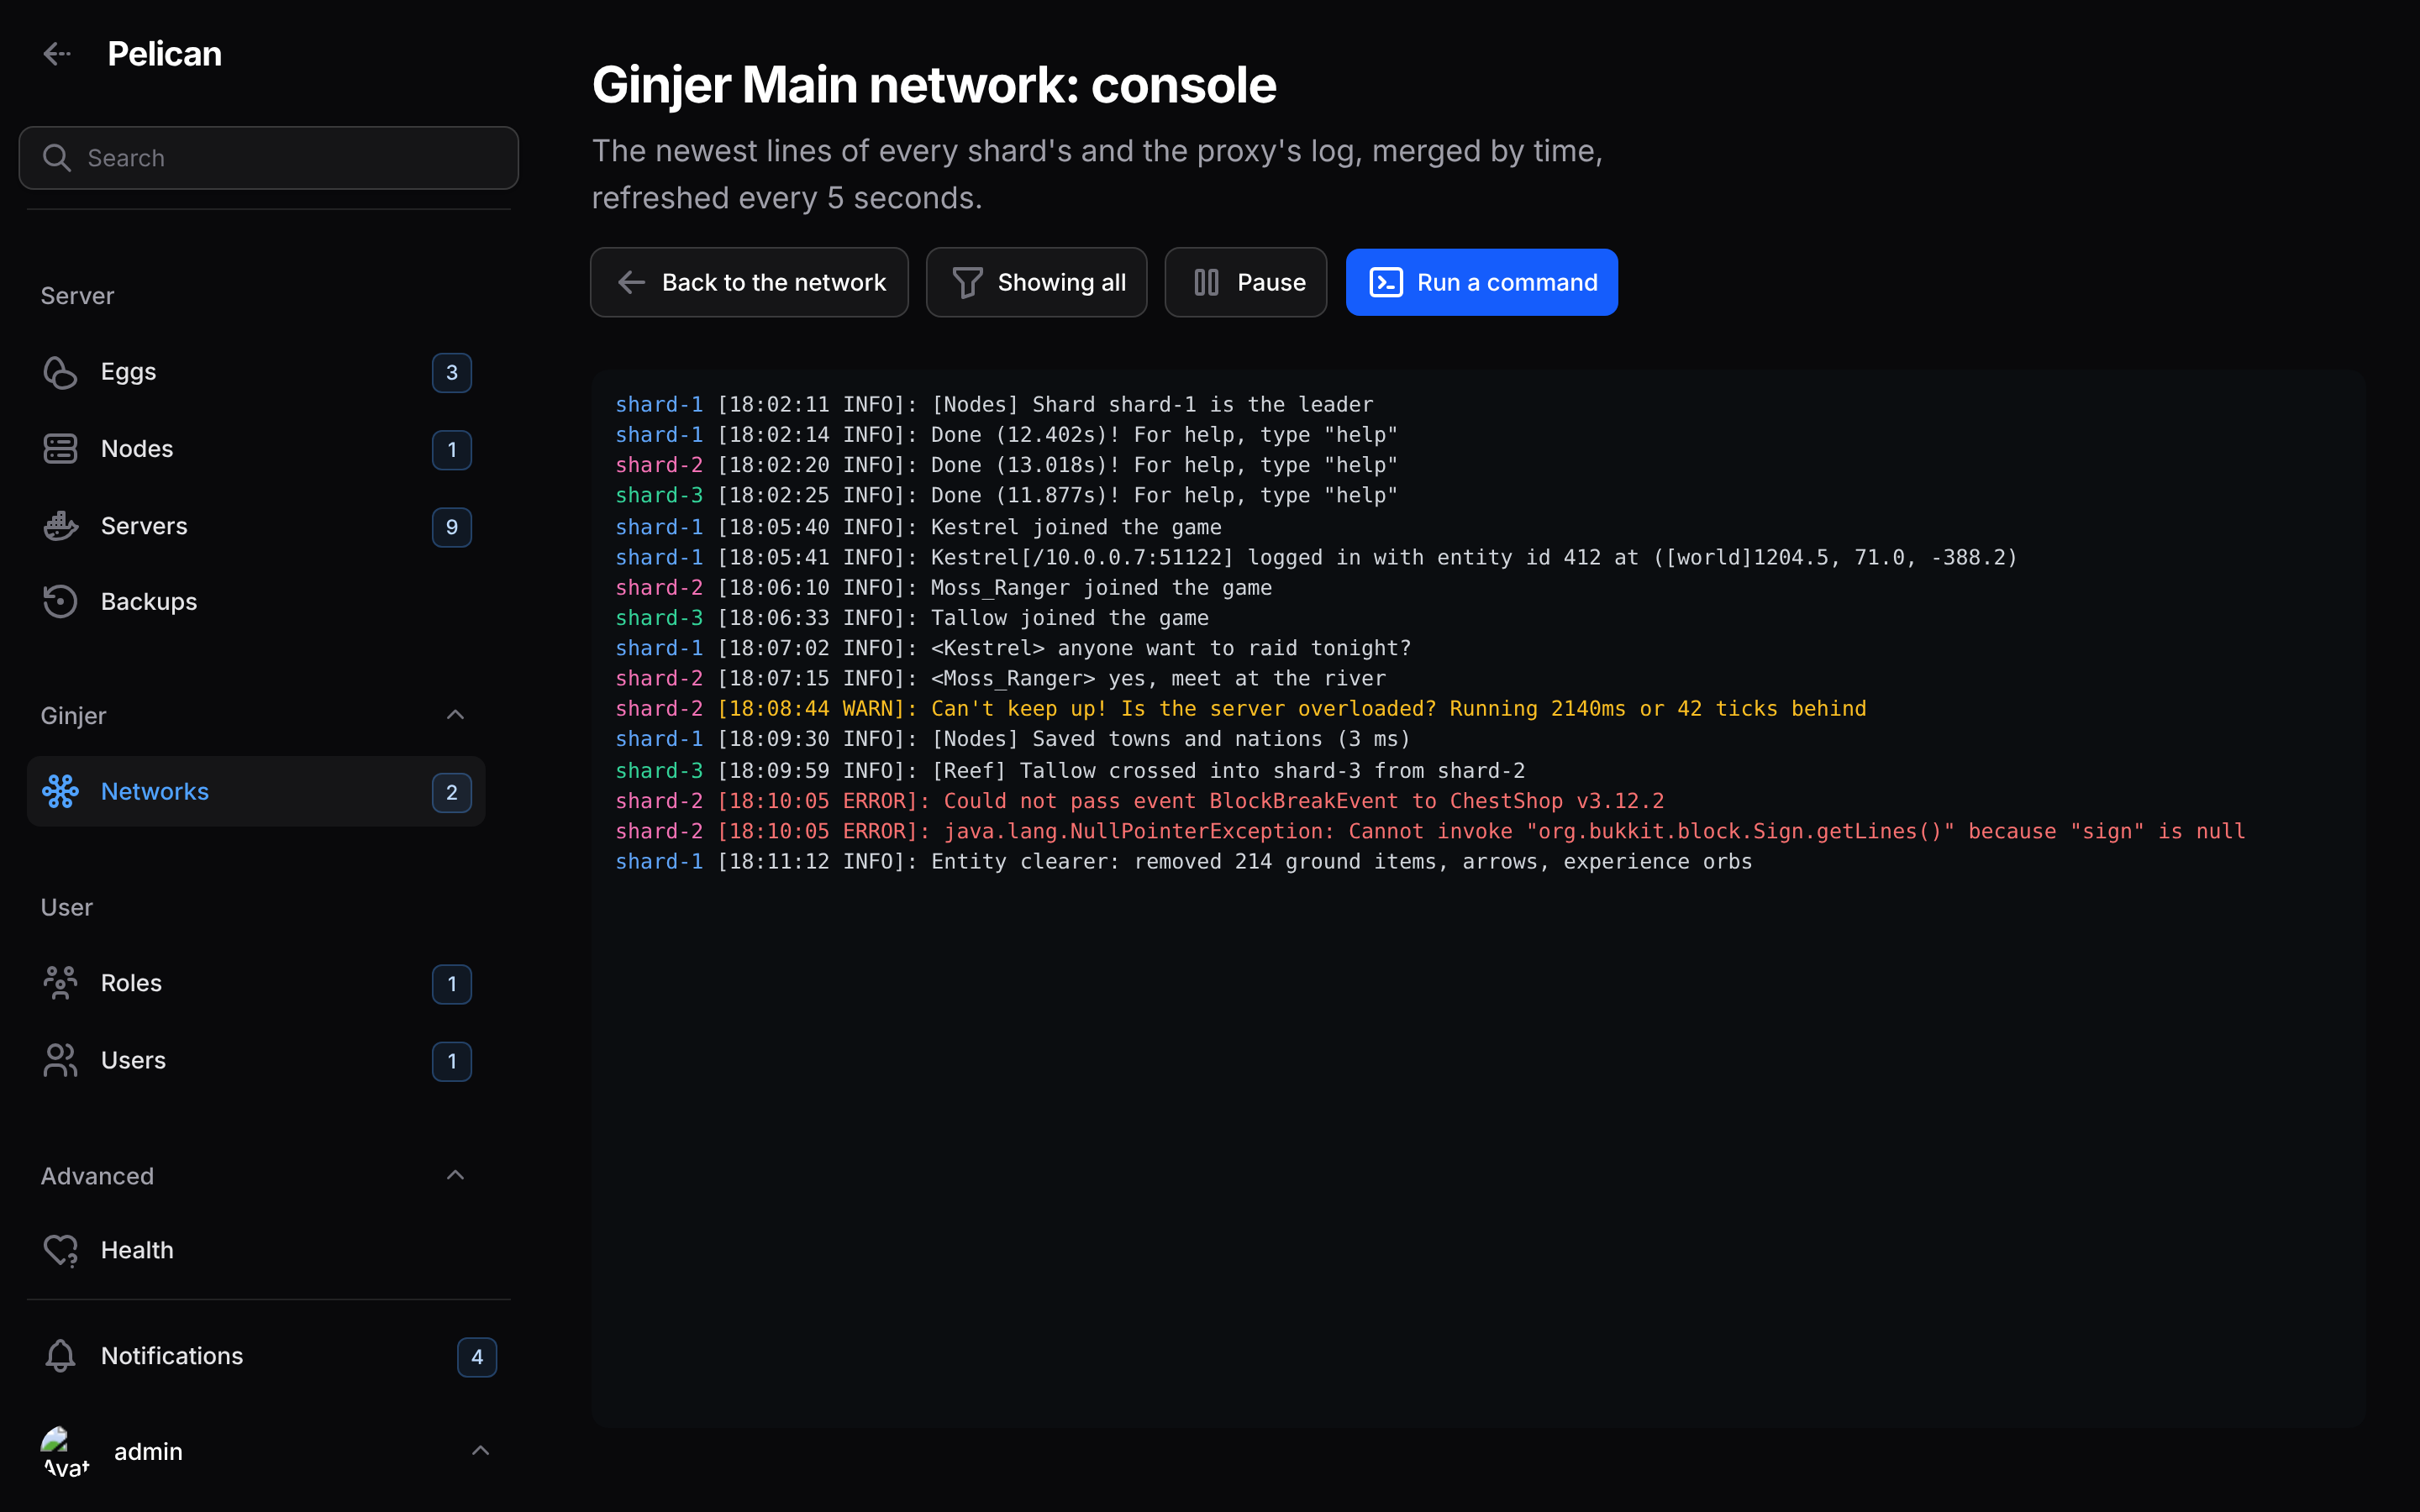 Pelican
Search
Server
Eggs 3
Nodes 1
Servers 9
Backups
Ginjer
Networks 2
User
Roles 1
Users 1
Advanced
Health
Notifications 4
Avat
admin
Ginjer Main network: console
The newest lines of every shard's and the proxy's log, merged by time,
refreshed every 5 seconds.
Back to the network
Showing all
Pause
Run a command
shard-1 [18:02:11 INFO]: [Nodes] Shard shard-1 is the leader
shard-1 [18:02:14 INFO]: Done (12.402s)! For help, type "help"
shard-2 [18:02:20 INFO]: Done (13.018s)! For help, type "help"
shard-3 [18:02:25 INFO]: Done (11.877s)! For help, type "help"
shard-1 [18:05:40 INFO]: Kestrel joined the game
shard-1 [18:05:41 INFO]: Kestrel[/10.0.0.7:51122] logged in with entity id 412 at ([world]1204.5, 71.0, -388.2)
shard-2 [18:06:10 INFO]: Moss_Ranger joined the game
shard-3 [18:06:33 INFO]: Tallow joined the game
shard-1 [18:07:02 INFO]: <Kestrel> anyone want to raid tonight?
shard-2 [18:07:15 INFO]: <Moss_Ranger> yes, meet at the river
shard-2 [18:08:44 WARN]: Can't keep up! Is the server overloaded? Running 2140ms or 42 ticks behind
shard-1 [18:09:30 INFO]: [Nodes] Saved towns and nations (3 ms)
shard-3 [18:09:59 INFO]: [Reef] Tallow crossed into shard-3 from shard-2
shard-2 [18:10:05 ERROR]: Could not pass event BlockBreakEvent to ChestShop v3.12.2
shard-2 [18:10:05 ERROR]: java.lang.NullPointerException: Cannot invoke "org.bukkit.block.Sign.getLines()" because "sign" is null
shard-1 [18:11:12 INFO]: Entity clearer: removed 214 ground items, arrows, experience orbs